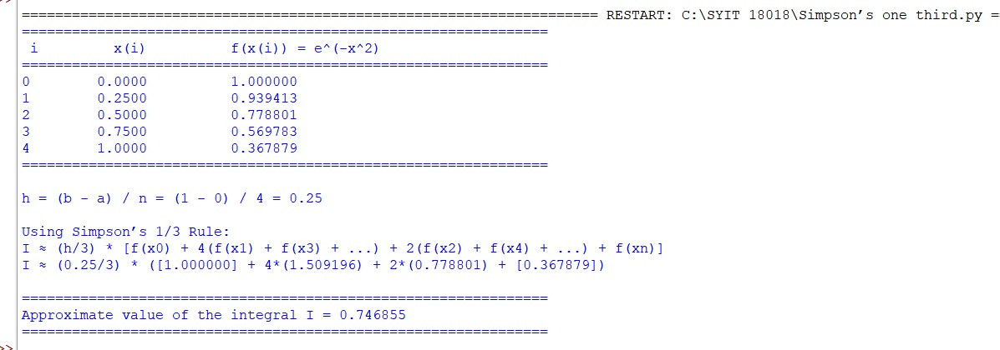 >>
===================================================================== RESTART: C:\SYIT 18018\Simpson’s one third.py =
===============================================================
i x(i) f(x(i)) = e^(-x^2)
===============================================================
0 0.0000 1.000000
1 0.2500 0.939413
2 0.5000 0.778801
3 0.7500 0.569783
4 1.0000 0.367879
===============================================================
h = (b - a) / n = (1 - 0) / 4 = 0.25
Using Simpson’s 1/3 Rule:
I ≈ (h/3) * [f(x0) + 4(f(x1) + f(x3) + ...) + 2(f(x2) + f(x4) + ...) + f(xn)]
I ≈ (0.25/3) * ([1.000000] + 4*(1.509196) + 2*(0.778801) + [0.367879])
===============================================================
Approximate value of the integral I = 0.746855
===============================================================
>>